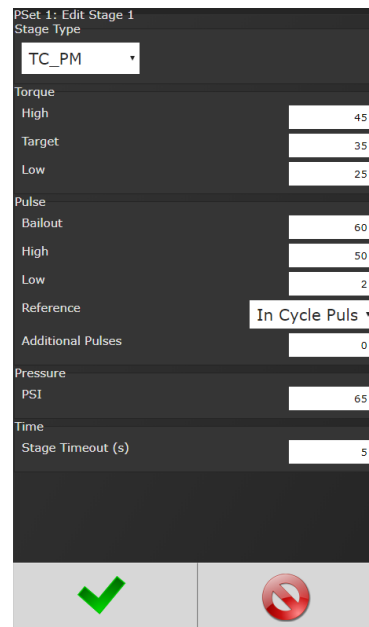 PSet 1: Edit Stage 1
Stage Type
TC_PM
Torque
High 45
Target 35
Low 25
Pulse
Bailout 60
High 50
Low 2
Reference In Cycle Puls
Additional Pulses 0
Pressure
PSI 65
Time
Stage Timeout (s) 5